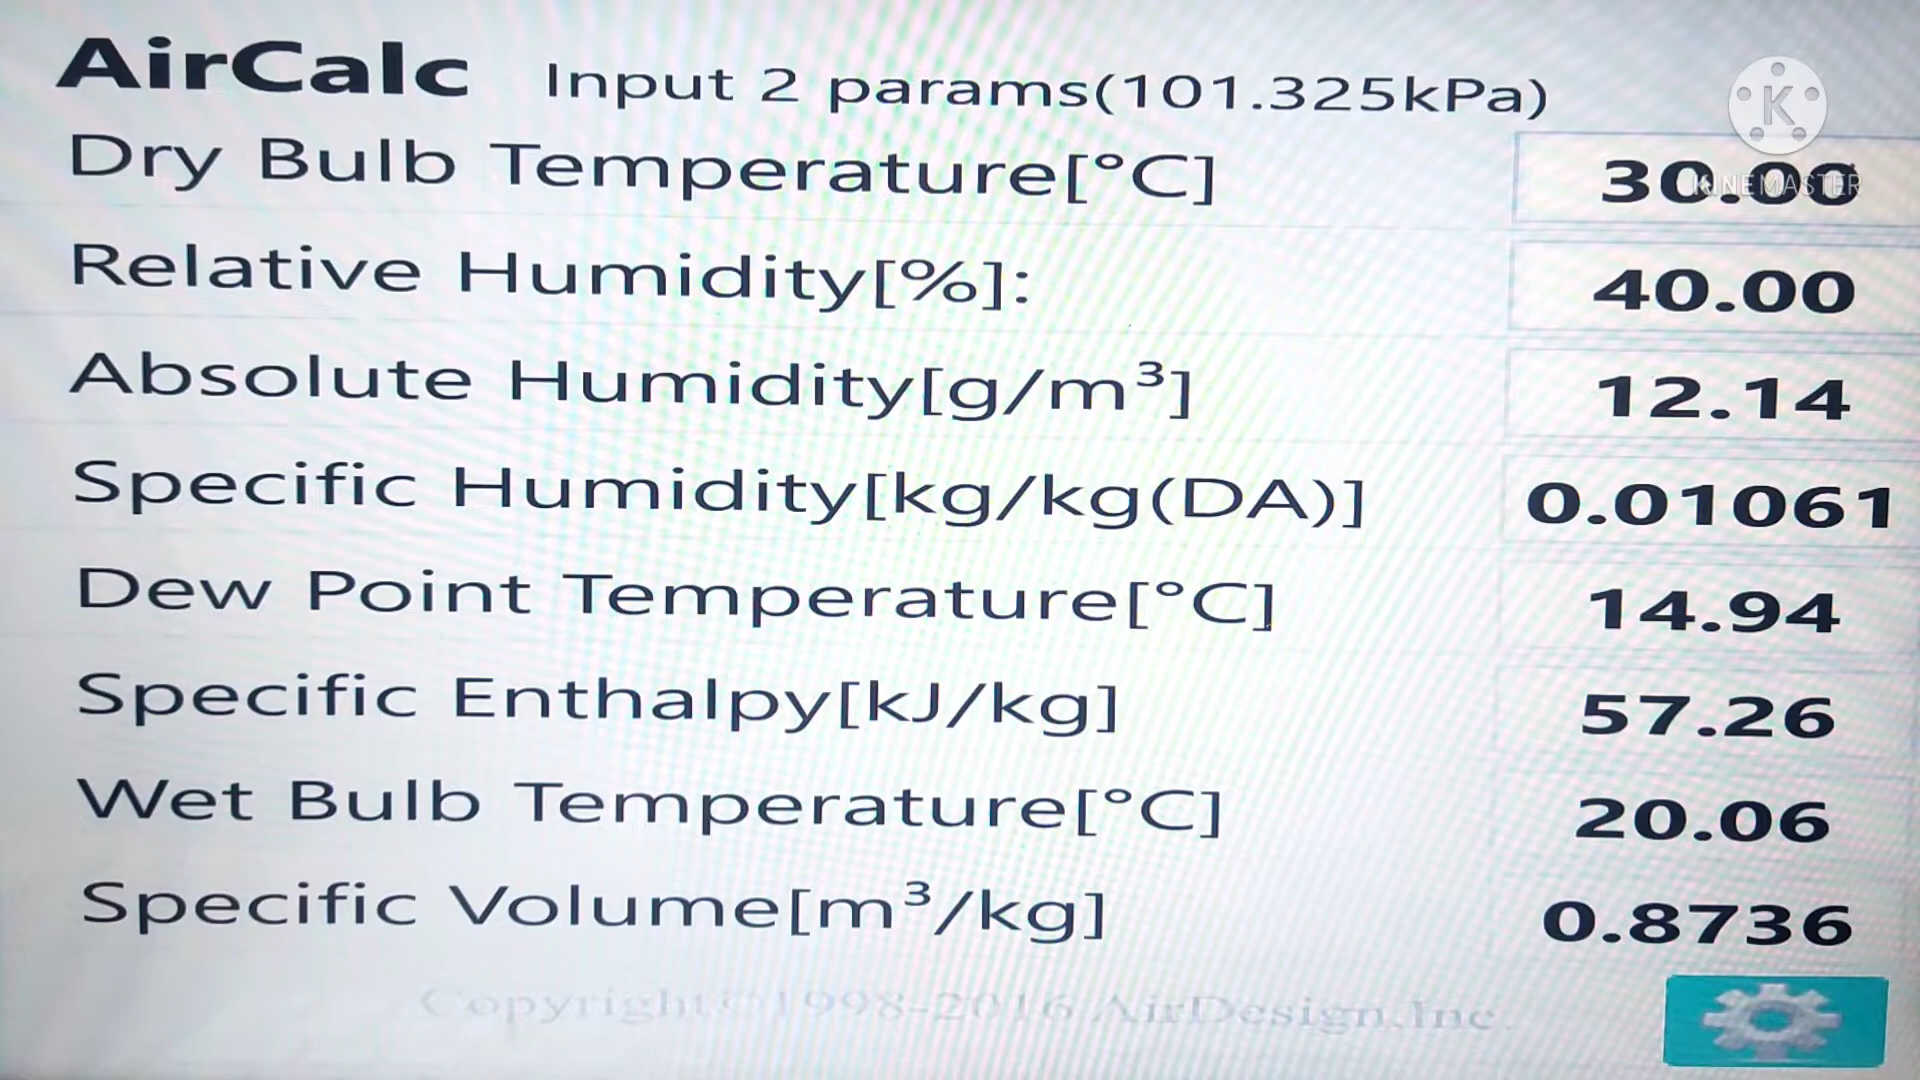 AirCalc Input 2 params(101.325kPa)
Dry Bulb Temperature[°C] 30.00
Relative Humidity[%]: 40.00
Absolute Humidity[g/m³] 12.14
Specific Humidity[kg/kg(DA)] 0.01061
Dew Point Temperature[°C] 14.94
Specific Enthalpy[kJ/kg] 57.26
Wet Bulb Temperature[°C] 20.06
Specific Volume[m³/kg] 0.8736
Copyright©1998-2016 AirDesign,Inc.
K
KINEMASTER